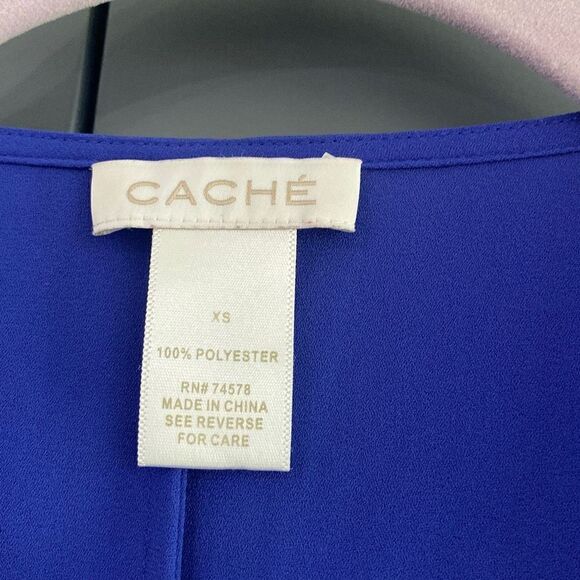 CACHÉ
XS
100% POLYESTER
RN# 74578
MADE IN CHINA
SEE REVERSE
FOR CARE